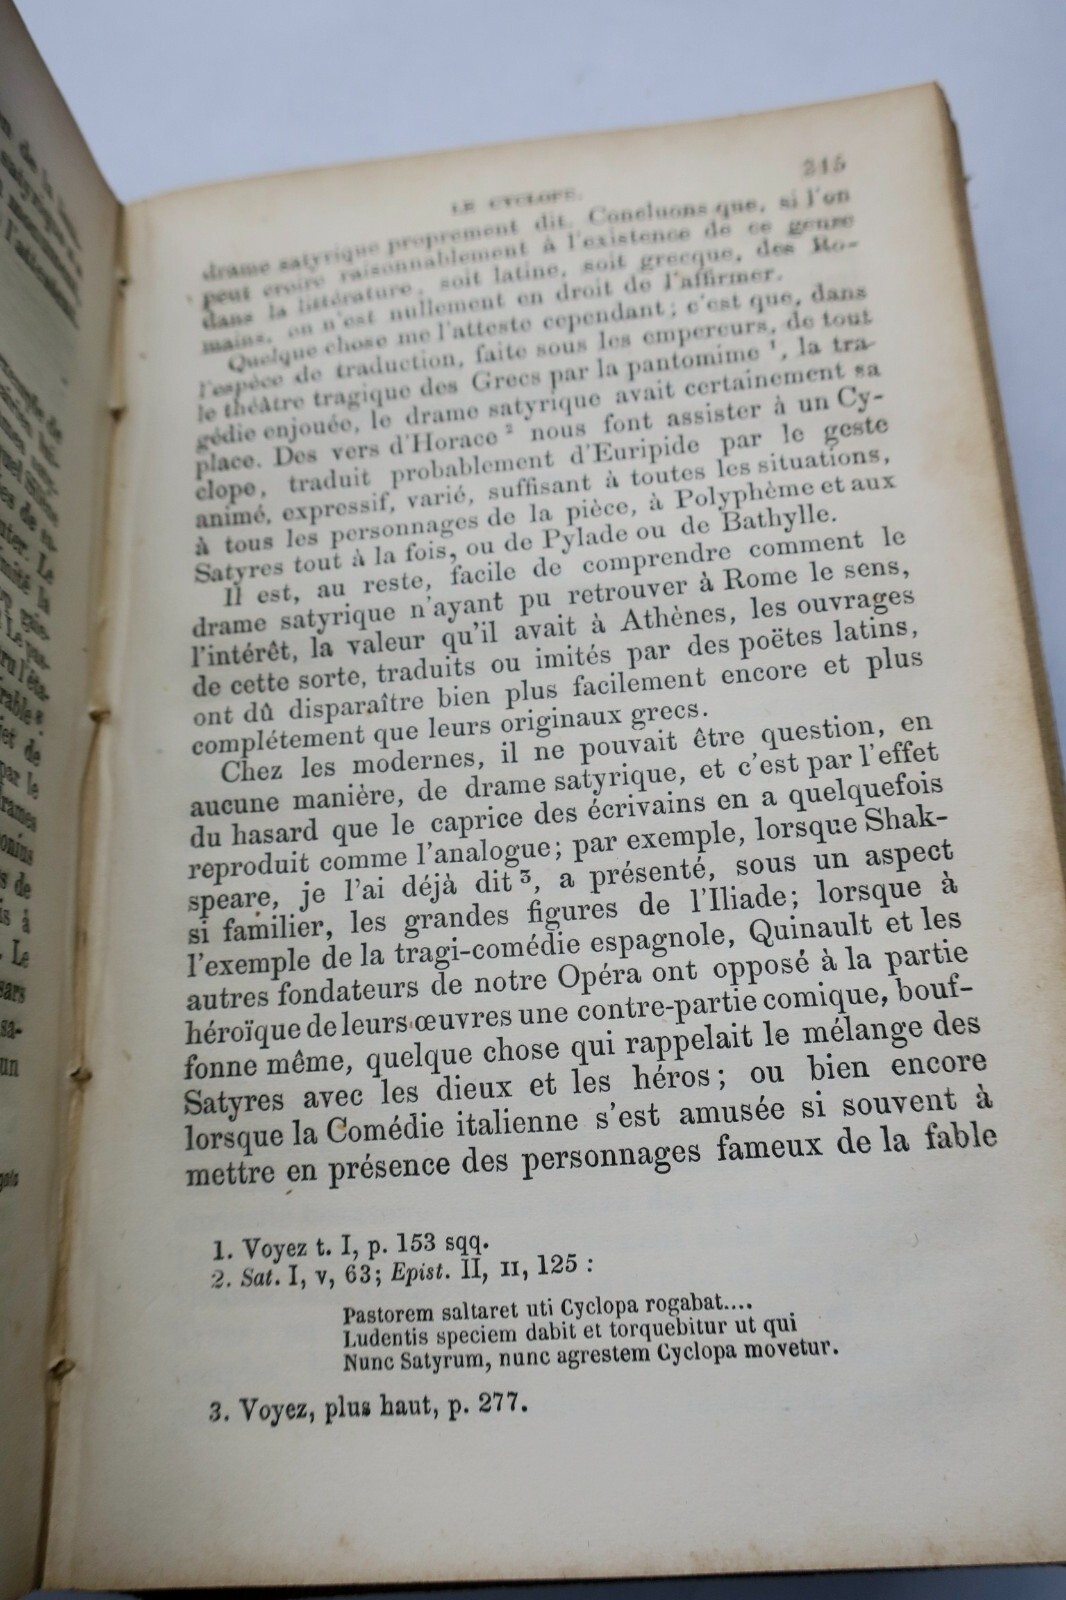 LE CYCLOPE.
315
drame satyrique proprement dit. Concluons que, si l'on
peut croire raisonnablement à l'existence de ce genre
dans la littérature, soit latine, soit grecque, des Ro-
mains, on n'est nullement en droit de l'affirmer.
Quelque chose me l'atteste cependant; c'est que, dans
l'espèce de traduction, faite sous les empereurs, de tout
le théâtre tragique des Grecs par la pantomime 1, la tra-
gédie enjouée, le drame satyrique avait certainement sa
place. Des vers d'Horace 2 nous font assister à un Cy-
clope, traduit probablement d'Euripide par le geste
animé, expressif, varié, suffisant à toutes les situations,
à tous les personnages de la pièce, à Polyphème et aux
Satyres tout à la fois, ou de Pylade ou de Bathylle.
Il est, au reste, facile de comprendre comment le
drame satyrique n'ayant pu retrouver à Rome le sens,
l'intérêt, la valeur qu'il avait à Athènes, les ouvrages
de cette sorte, traduits ou imités par des poëtes latins,
ont dû disparaître bien plus facilement encore et plus
complétement que leurs originaux grecs.
Chez les modernes, il ne pouvait être question, en
aucune manière, de drame satyrique, et c'est par l'effet
du hasard que le caprice des écrivains en a quelquefois
reproduit comme l'analogue; par exemple, lorsque Shak-
speare, je l'ai déjà dit 3, a présenté, sous un aspect
si familier, les grandes figures de l'Iliade; lorsque à
l'exemple de la tragi-comédie espagnole, Quinault et les
autres fondateurs de notre Opéra ont opposé à la partie
héroïque de leurs œuvres une contre-partie comique, bouf-
fonne même, quelque chose qui rappelait le mélange des
Satyres avec les dieux et les héros; ou bien encore
lorsque la Comédie italienne s'est amusée si souvent à
mettre en présence des personnages fameux de la fable
1. Voyez t. I, p. 153 sqq.
2. Sat. I, v, 63; Epist. II, II, 125 :
Pastorem saltaret uti Cyclopa rogabat....
Ludentis speciem dabit et torquebitur ut qui
Nunc Satyrum, nunc agrestem Cyclopa movetur.
3. Voyez, plus haut, p. 277.